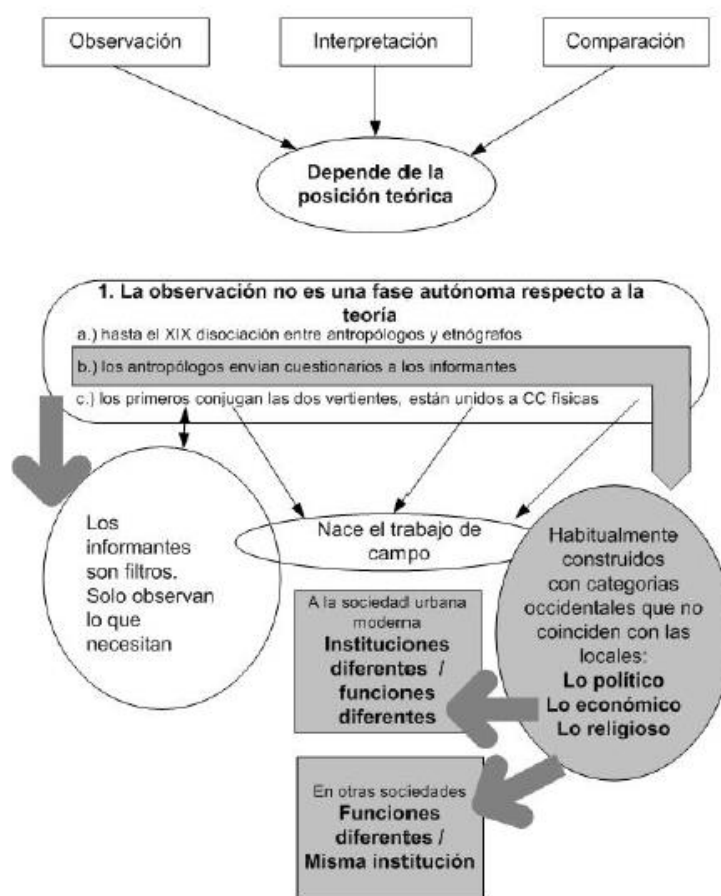 Observación
Interpretación
Comparación
Depende de la
posición teórica
1. La observación no es una fase autónoma respecto a la
teoría
a.) hasta el XIX disociación entre antropólogos y etnógrafos
b.) los antropólogos envian cuestionarios a los informantes
c.) los primeros conjugan las dos vertientes, están unidos a CC físicas
Los
informantes
son filtros.
Solo observan
lo que
necesitan
Nace el trabajo de
campo
Habitualmente
construidos
con categorias
occidentales que no
coinciden con las
locales:
Lo político
Lo económico
Lo religioso
A la sociedad urbana
moderna
Instituciones
diferentes /
funciones
diferentes
En otras sociedades
Funciones
diferentes /
Misma institución